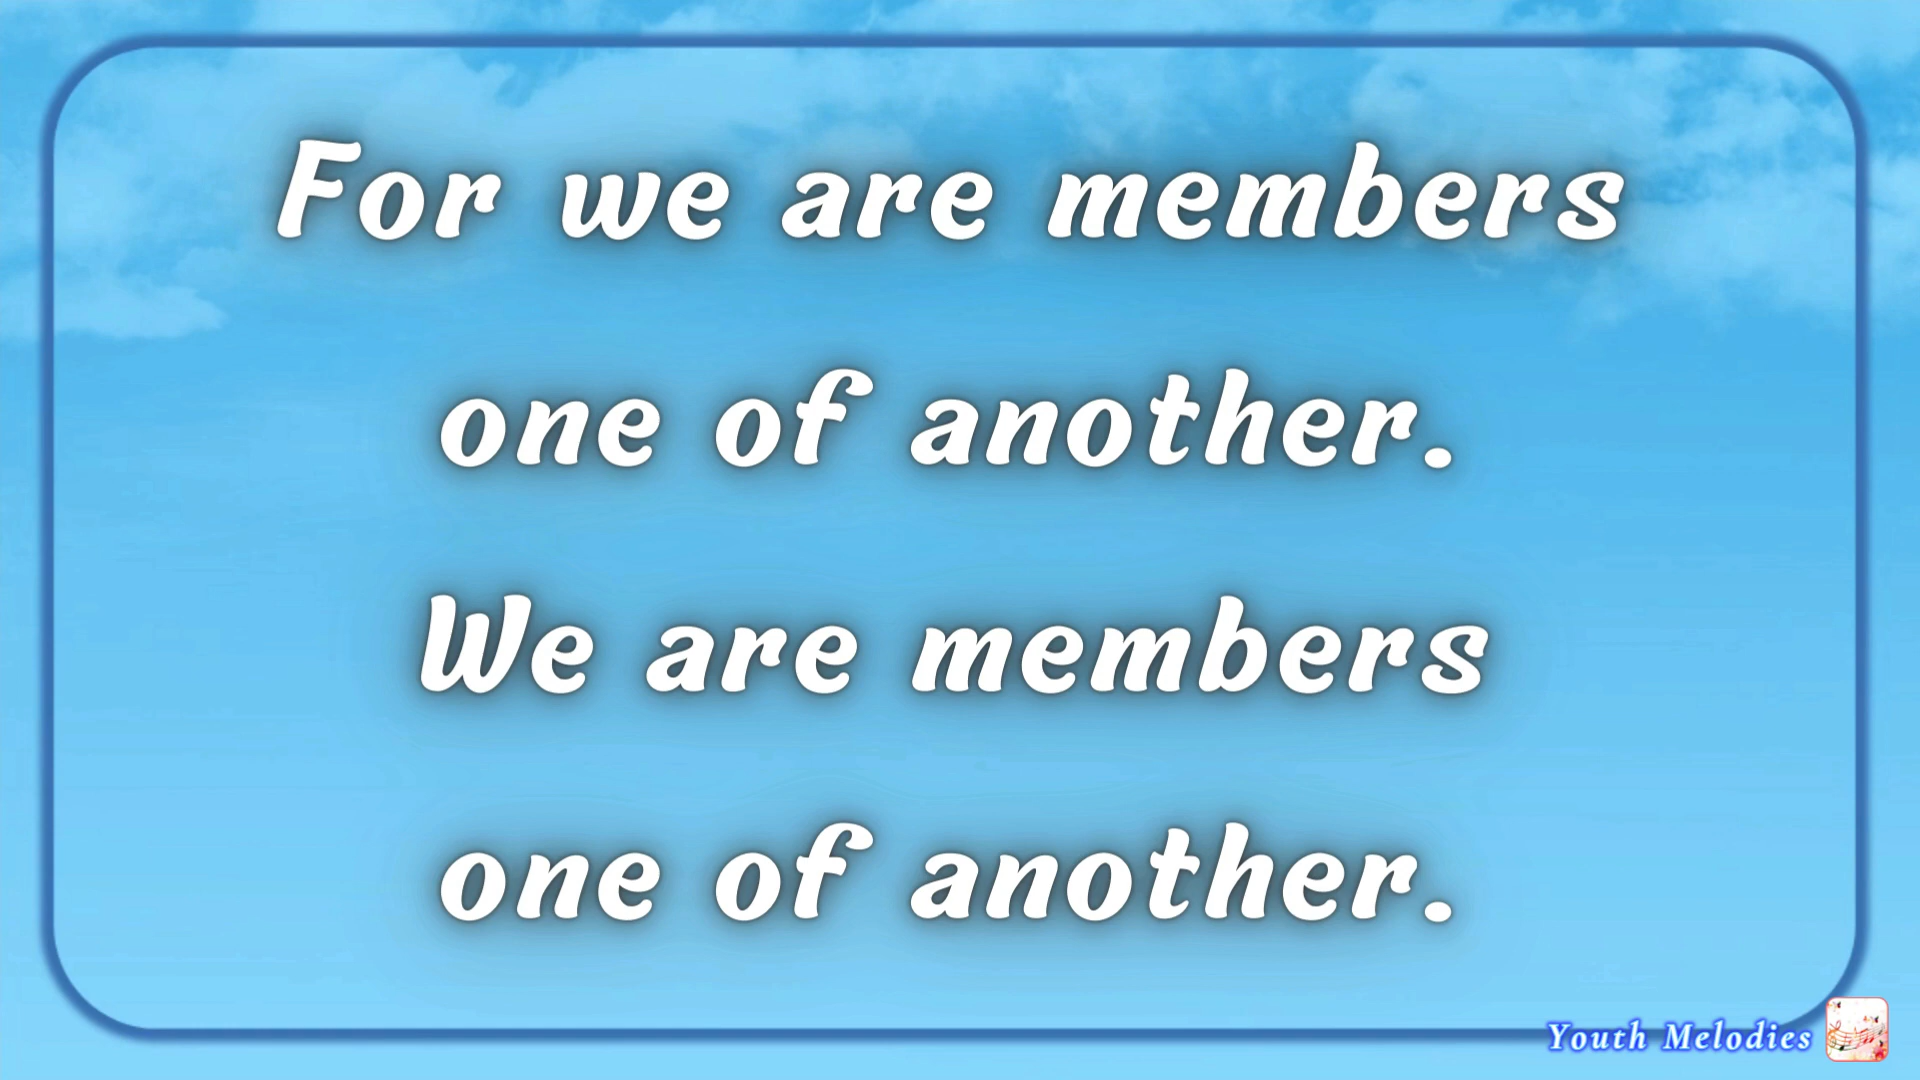 For we are members
one of another.
We are members
one of another.
Youth Melodies